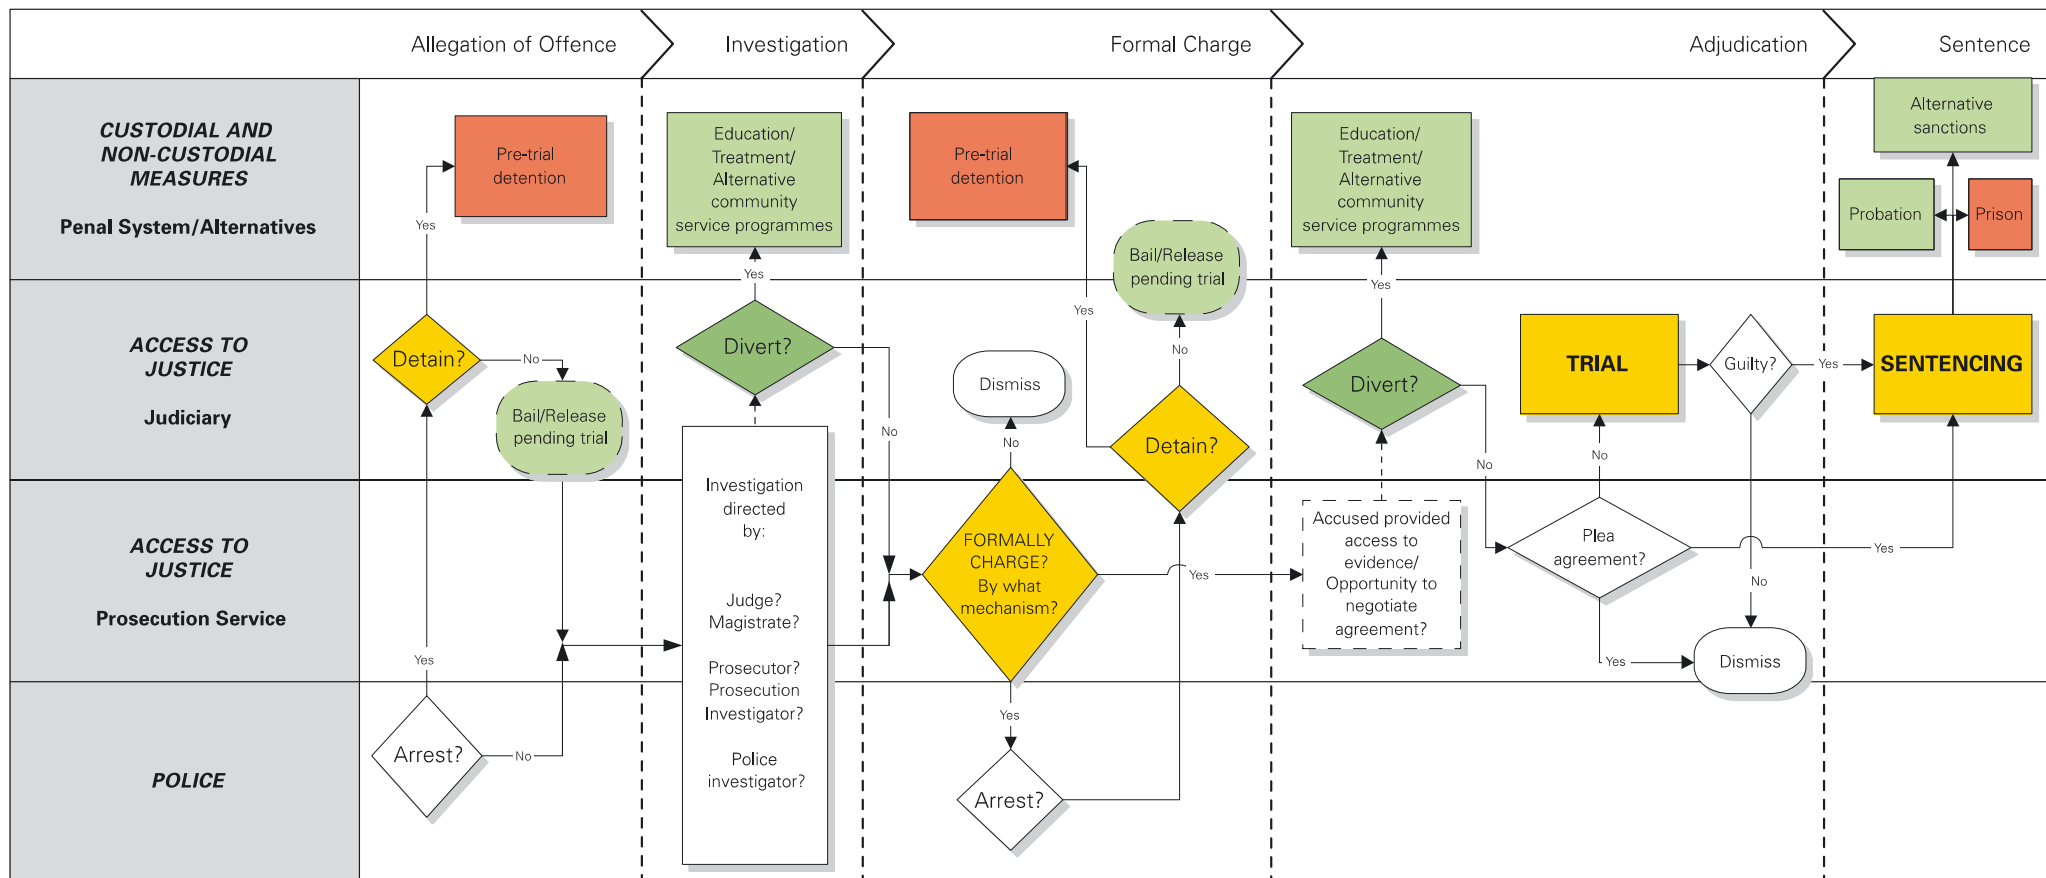 Allegation of Offence
Investigation
Formal Charge
Adjudication
Sentence
CUSTODIAL AND
NON-CUSTODIAL
MEASURES
Penal System/Alternatives
Pre-trial
detention
Yes
Education/
Treatment/
Alternative
community
service programmes
Yes
Pre-trial
detention
Bail/Release
pending trial
Yes
Education/
Treatment/
Alternative
community
service programmes
Yes
Alternative
sanctions
Probation
Prison
ACCESS TO
JUSTICE
Judiciary
Detain?
No
Bail/Release
pending trial
Divert?
No
Dismiss
No
No
Detain?
Divert?
No
TRIAL
No
Guilty?
Yes
SENTENCING
ACCESS TO
JUSTICE
Prosecution Service
Yes
Investigation
directed
by:
Judge?
Magistrate?
Prosecutor?
Prosecution
Investigator?
Police
investigator?
FORMALLY
CHARGE?
By what
mechanism?
Yes
Accused provided
access to
evidence/
Opportunity to
negotiate
agreement?
Plea
agreement?
Yes
No
Yes
Dismiss
POLICE
Arrest?
No
Yes
Arrest?